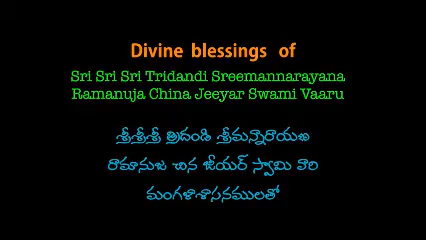 Divine blessings of
Sri Sri Sri Tridandi Sreemannarayana
Ramanuja China Jeeyar Swami Vaaru
శ్రీశ్రీశ్రీ త్రిదండి శ్రీమన్నారాయణ
రామానుజ చిన జీయర్ స్వామి వారి
మంగళాశాసనములతో